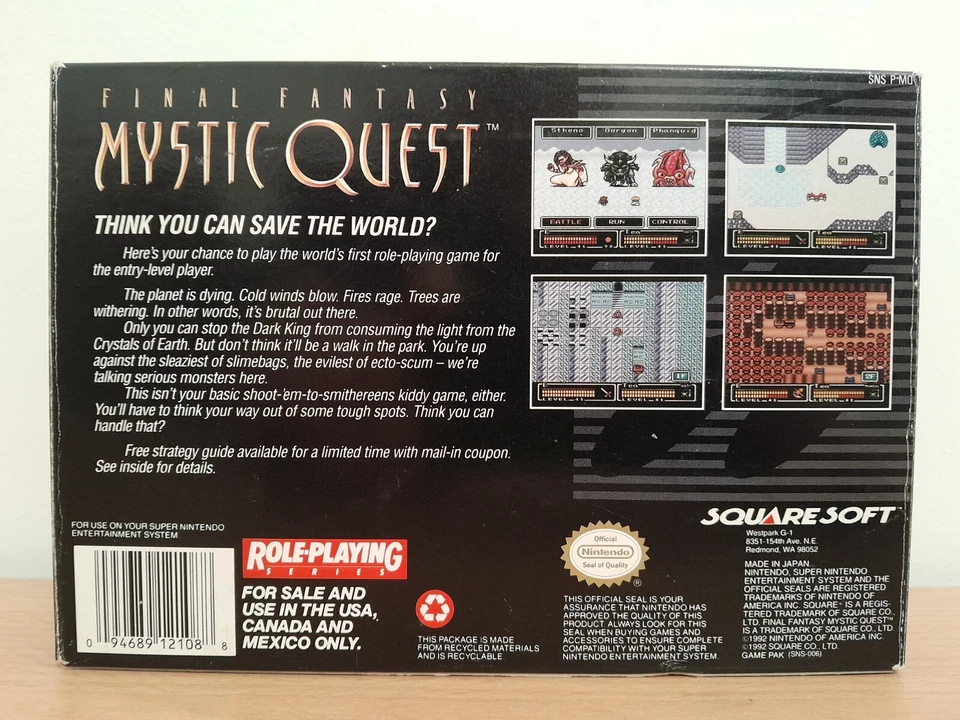 SNS P MQ
FINAL FANTASY
MYSTIC QUEST™
THINK YOU CAN SAVE THE WORLD?
Here's your chance to play the world's first role-playing game for
the entry-level player.
The planet is dying. Cold winds blow. Fires rage. Trees are
withering. In other words, it's brutal out there.
Only you can stop the Dark King from consuming the light from the
Crystals of Earth. But don't think it'll be a walk in the park. You're up
against the sleaziest of slimebags, the evilest of ecto-scum – we're
talking serious monsters here.
This isn't your basic shoot-'em-to-smithereens kiddy game, either.
You'll have to think your way out of some tough spots. Think you can
handle that?
Free strategy guide available for a limited time with mail-in coupon.
See inside for details.
Stheno Gorgon Phanquid
BATTLE RUN CONTROL
1F
2F
FOR USE ON YOUR SUPER NINTENDO
ENTERTAINMENT SYSTEM.
0 94689 12108 8
ROLE-PLAYING
SERIES
FOR SALE AND
USE IN THE USA,
CANADA AND
MEXICO ONLY.
THIS PACKAGE IS MADE
FROM RECYCLED MATERIALS
AND IS RECYCLABLE
Official
Nintendo
Seal of Quality
®
THIS OFFICIAL SEAL IS YOUR
ASSURANCE THAT NINTENDO HAS
APPROVED THE QUALITY OF THIS
PRODUCT. ALWAYS LOOK FOR THIS
SEAL WHEN BUYING GAMES AND
ACCESSORIES TO ENSURE COMPLETE
COMPATIBILITY WITH YOUR SUPER
NINTENDO ENTERTAINMENT SYSTEM.
SQUARESOFT™
Westpark G-1
8351-154th Ave. N.E.
Redmond, WA 98052
MADE IN JAPAN.
NINTENDO, SUPER NINTENDO
ENTERTAINMENT SYSTEM AND THE
OFFICIAL SEALS ARE REGISTERED
TRADEMARKS OF NINTENDO OF
AMERICA INC. SQUARE® IS A REGIS-
TERED TRADEMARK OF SQUARE CO.,
LTD. FINAL FANTASY MYSTIC QUEST™
IS A TRADEMARK OF SQUARE CO., LTD.
©1992 NINTENDO OF AMERICA INC.
©1992 SQUARE CO. LTD.
GAME PAK (SNS-006)